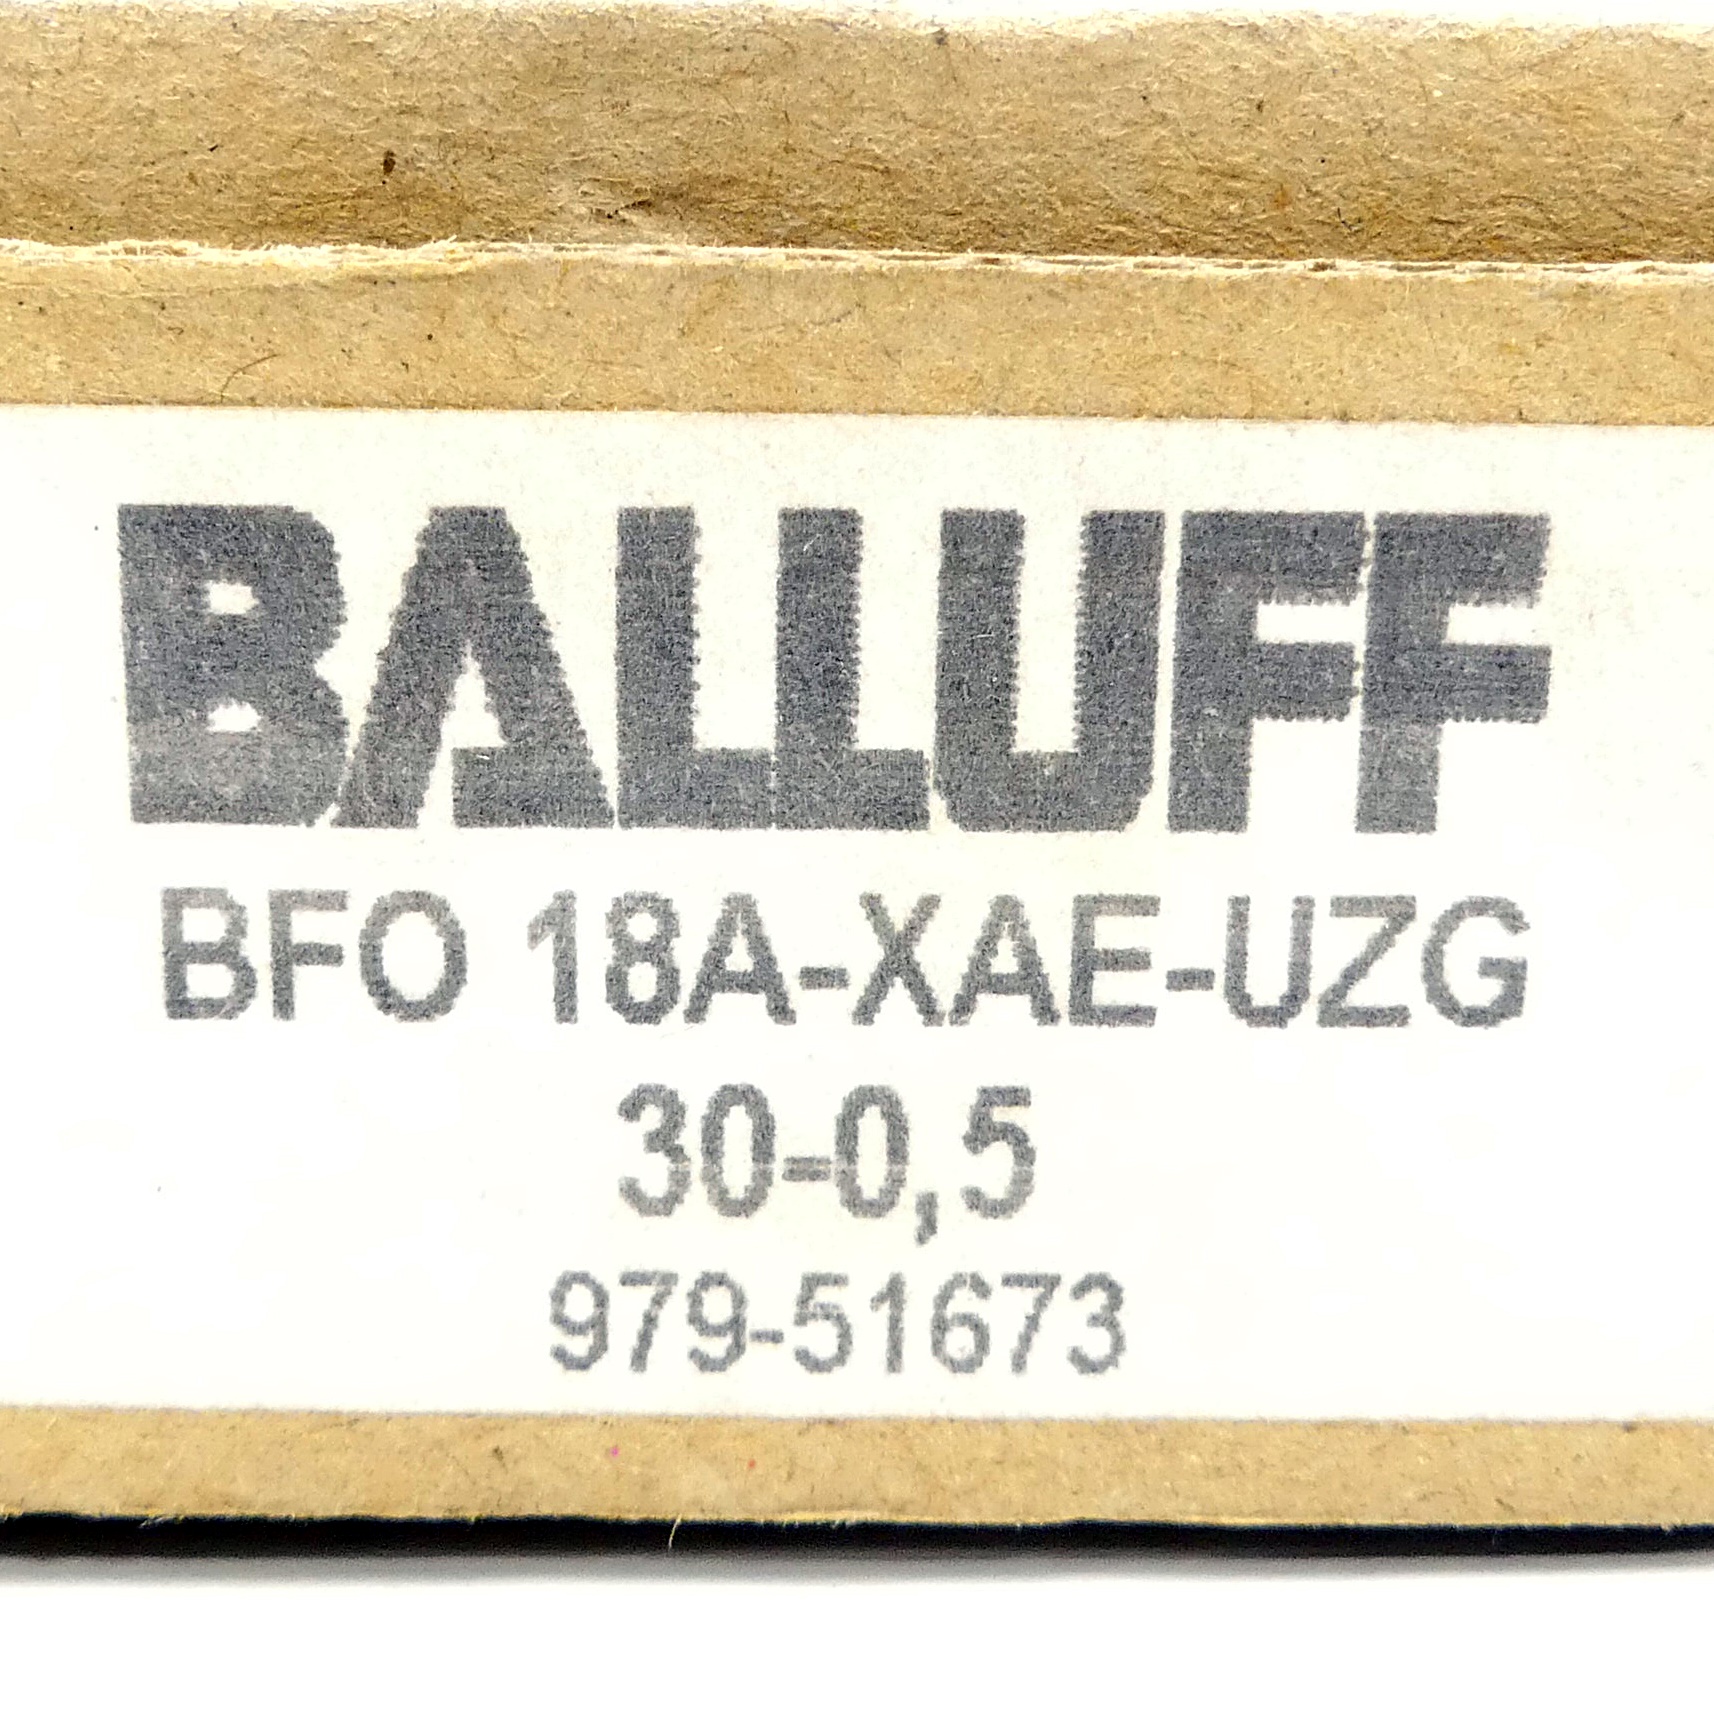 BALLUFF
BFO 18A-XAE-UZG
30-0,5
979-51673